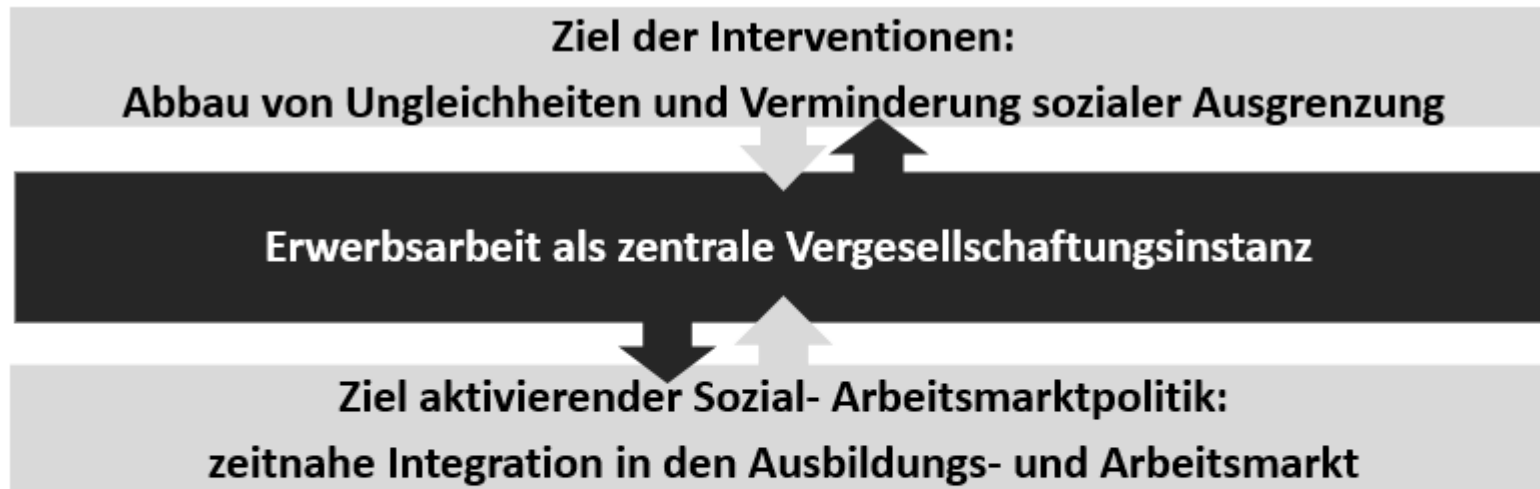 Ziel der Interventionen:
Abbau von Ungleichheiten und Verminderung sozialer Ausgrenzung
Erwerbsarbeit als zentrale Vergesellschaftungsinstanz
Ziel aktivierender Sozial- Arbeitsmarktpolitik:
zeitnahe Integration in den Ausbildungs- und Arbeitsmarkt